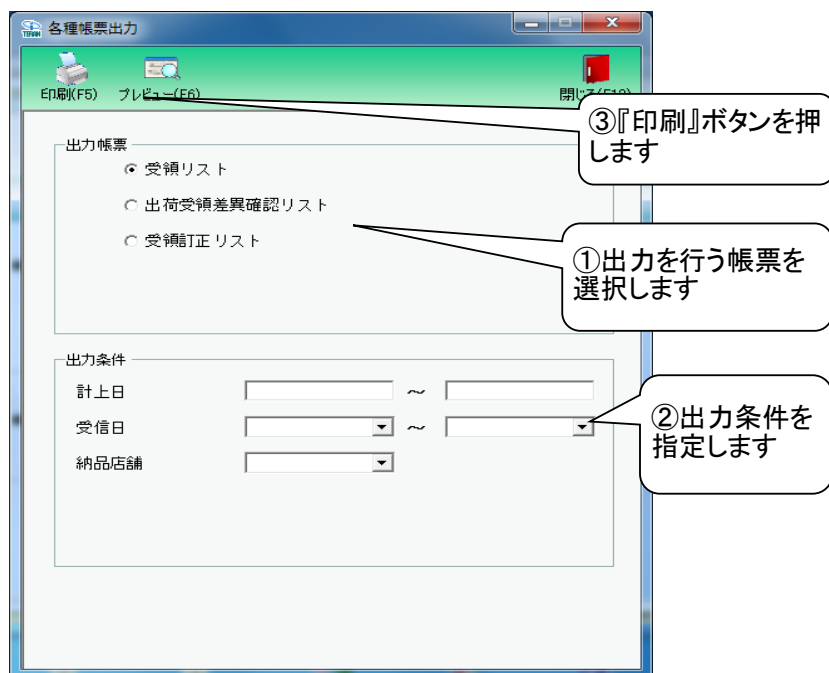 各種帳票出力
TERAN
印刷(F5) プレビュー(F6)
③『印刷』ボタンを押
します
出力帳票
受領リスト
出荷受領差異確認リスト
受領訂正リスト
①出力を行う帳票を
選択します
出力条件
計上日 ～
受信日 ～
納品店舗
②出力条件を
指定します